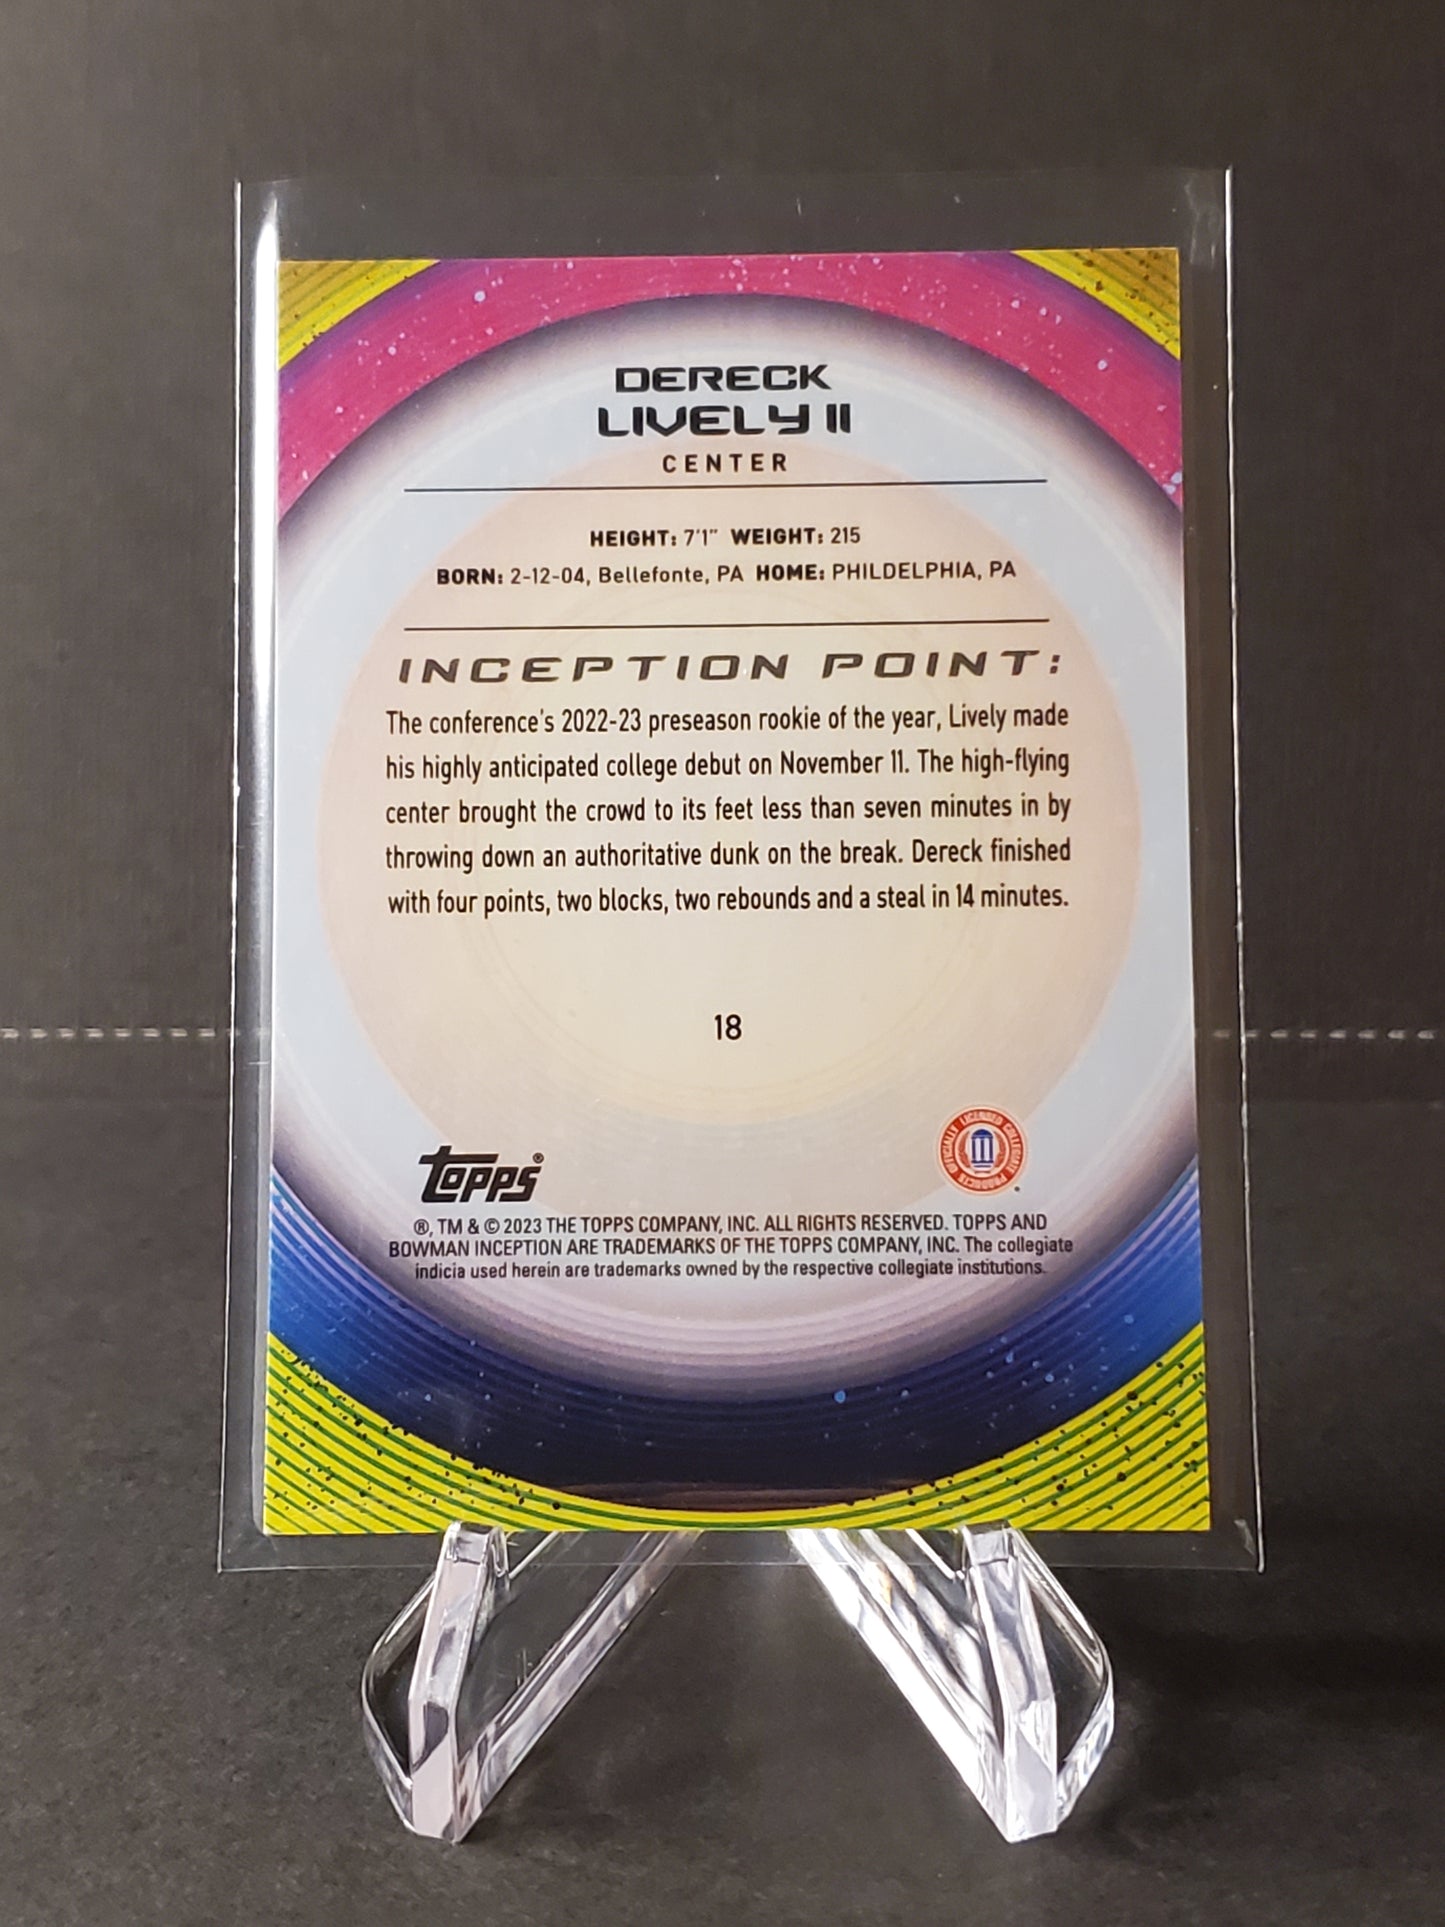 DERECK
LIVELY II
CENTER
HEIGHT: 7'1" WEIGHT: 215
BORN: 2-12-04, Bellefonte, PA HOME: PHILDELPHIA, PA
INCEPTION POINT:
The conference's 2022-23 preseason rookie of the year, Lively made
his highly anticipated college debut on November 11. The high-flying
center brought the crowd to its feet less than seven minutes in by
throwing down an authoritative dunk on the break. Dereck finished
with four points, two blocks, two rebounds and a steal in 14 minutes.
18
topps®
OFFICIALLY LICENSED COLLEGIATE PRODUCTS
®, TM & © 2023 THE TOPPS COMPANY, INC. ALL RIGHTS RESERVED. TOPPS AND
BOWMAN INCEPTION ARE TRADEMARKS OF THE TOPPS COMPANY, INC. The collegiate
indicia used herein are trademarks owned by the respective collegiate institutions.